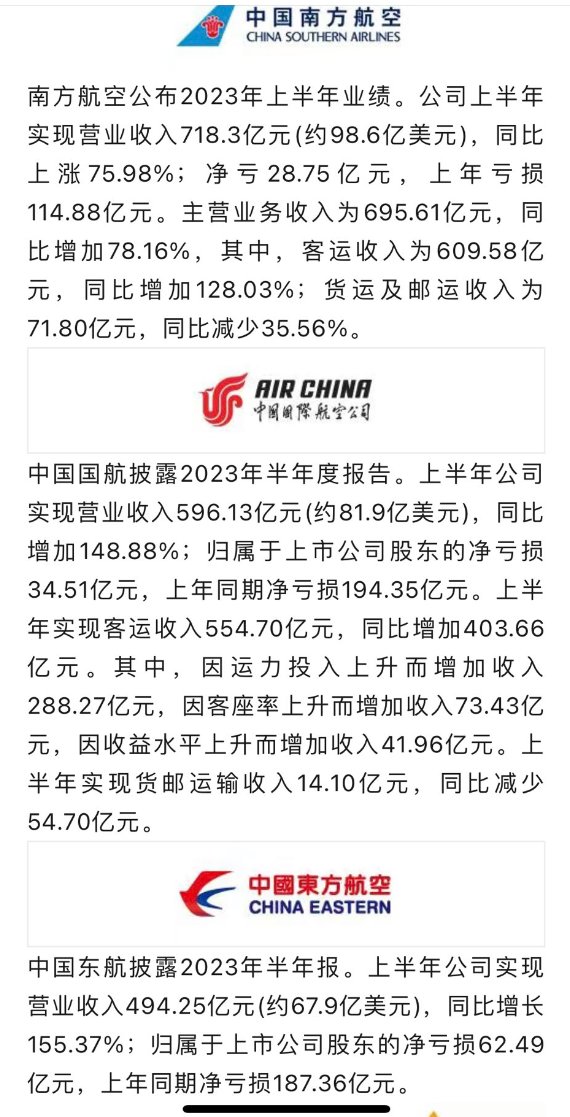 中国南方航空
CHINA SOUTHERN AIRLINES
南方航空公布2023年上半年业绩。公司上半年
实现营业收入718.3亿元(约98.6亿美元)，同比
上涨75.98%；净亏28.75亿元，上年亏损
114.88亿元。主营业务收入为695.61亿元，同
比增加78.16%，其中，客运收入为609.58亿
元，同比增加128.03%；货运及邮运收入为
71.80亿元，同比减少35.56%。
AIR CHINA
中国国际航空公司
中国国航披露2023年半年度报告。上半年公司
实现营业收入596.13亿元(约81.9亿美元)，同比
增加148.88%；归属于上市公司股东的净亏损
34.51亿元，上年同期净亏损194.35亿元。上半
年实现客运收入554.70亿元，同比增加403.66
亿元。其中，因运力投入上升而增加收入
288.27亿元，因客座率上升而增加收入73.43亿
元，因收益水平上升而增加收入41.96亿元。上
半年实现货邮运输收入14.10亿元，同比减少
54.70亿元。
中國東方航空
CHINA EASTERN
中国东航披露2023年半年报。上半年公司实现
营业收入494.25亿元(约67.9亿美元)，同比增长
155.37%；归属于上市公司股东的净亏损62.49
亿元，上年同期净亏损187.36亿元。